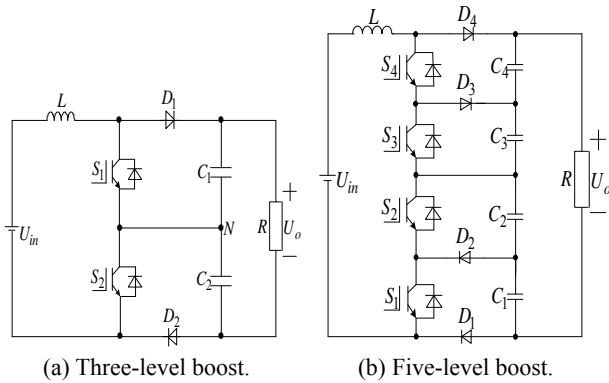 L
D1
S1
C1
Uin
N
R
+
Uo
−
S2
C2
D2
(a) Three-level boost.
L
D4
S4
C4
D3
S3
C3
Uin
R
+
Uo
−
S2
C2
D2
S1
C1
D1
(b) Five-level boost.